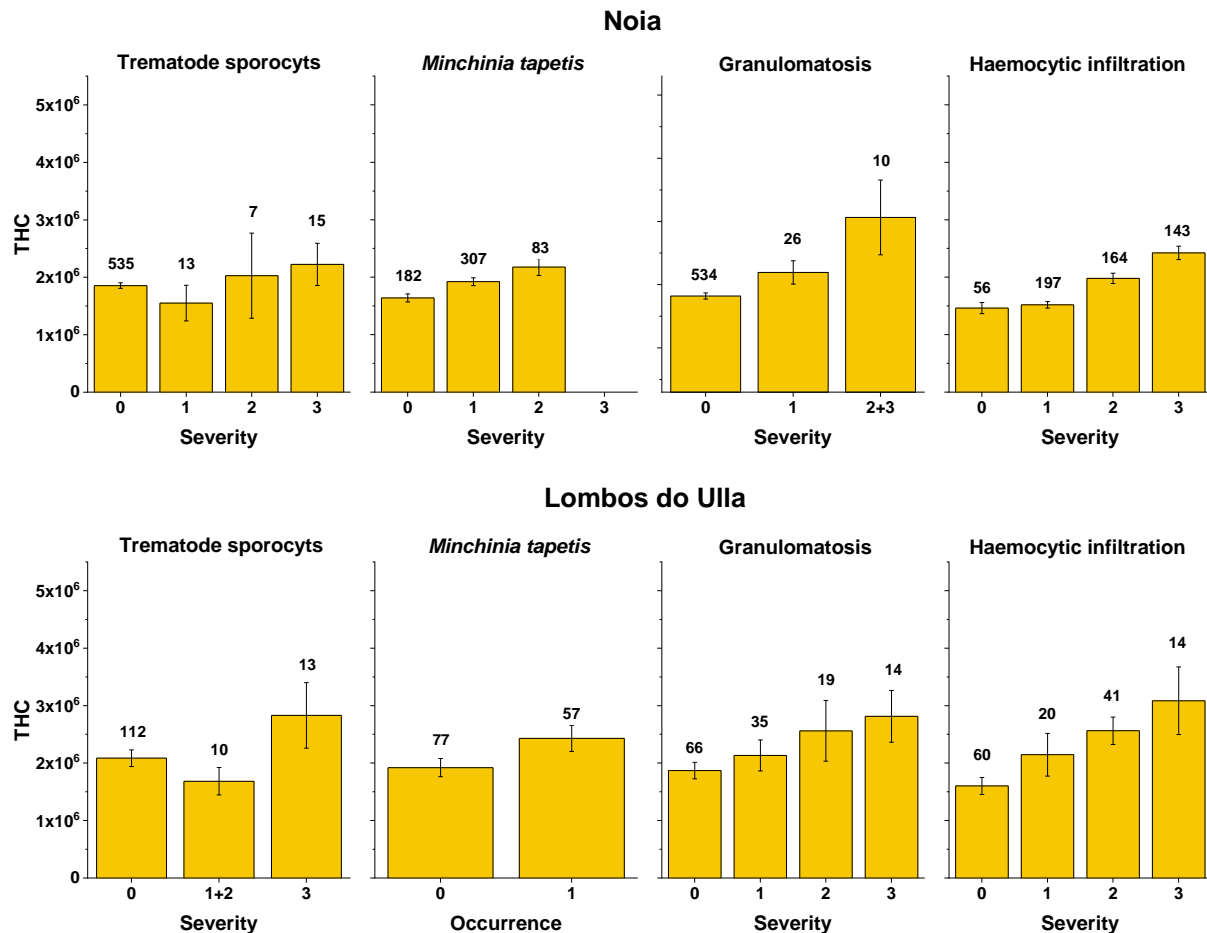 Noia
Trematode sporocyts
Minchinia tapetis
Granulomatosis
Haemocytic infiltration
THC
5x10⁶
4x10⁶
3x10⁶
2x10⁶
1x10⁶
0
535
13
7
15
0 1 2 3
Severity
182
307
83
0 1 2 3
Severity
534
26
10
0 1 2+3
Severity
56
197
164
143
0 1 2 3
Severity
Lombos do Ulla
Trematode sporocyts
Minchinia tapetis
Granulomatosis
Haemocytic infiltration
THC
5x10⁶
4x10⁶
3x10⁶
2x10⁶
1x10⁶
0
112
10
13
0 1+2 3
Severity
77
57
0 1
Occurrence
66
35
19
14
0 1 2 3
Severity
60
20
41
14
0 1 2 3
Severity